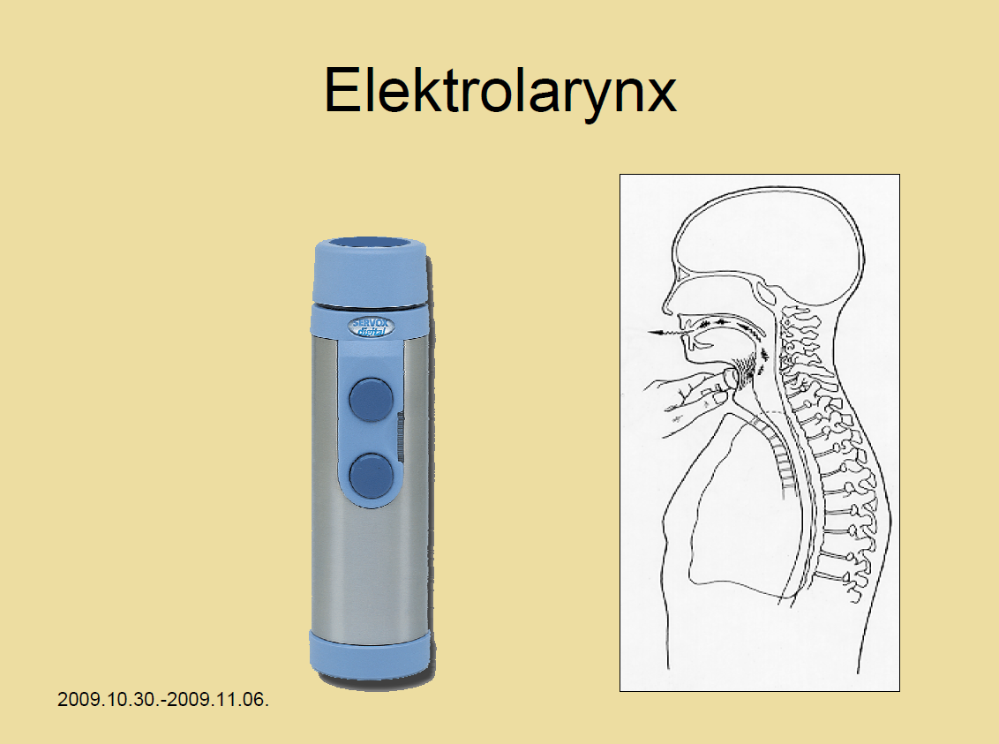 Elektrolarynx
SERVOX
digital
2009.10.30.-2009.11.06.